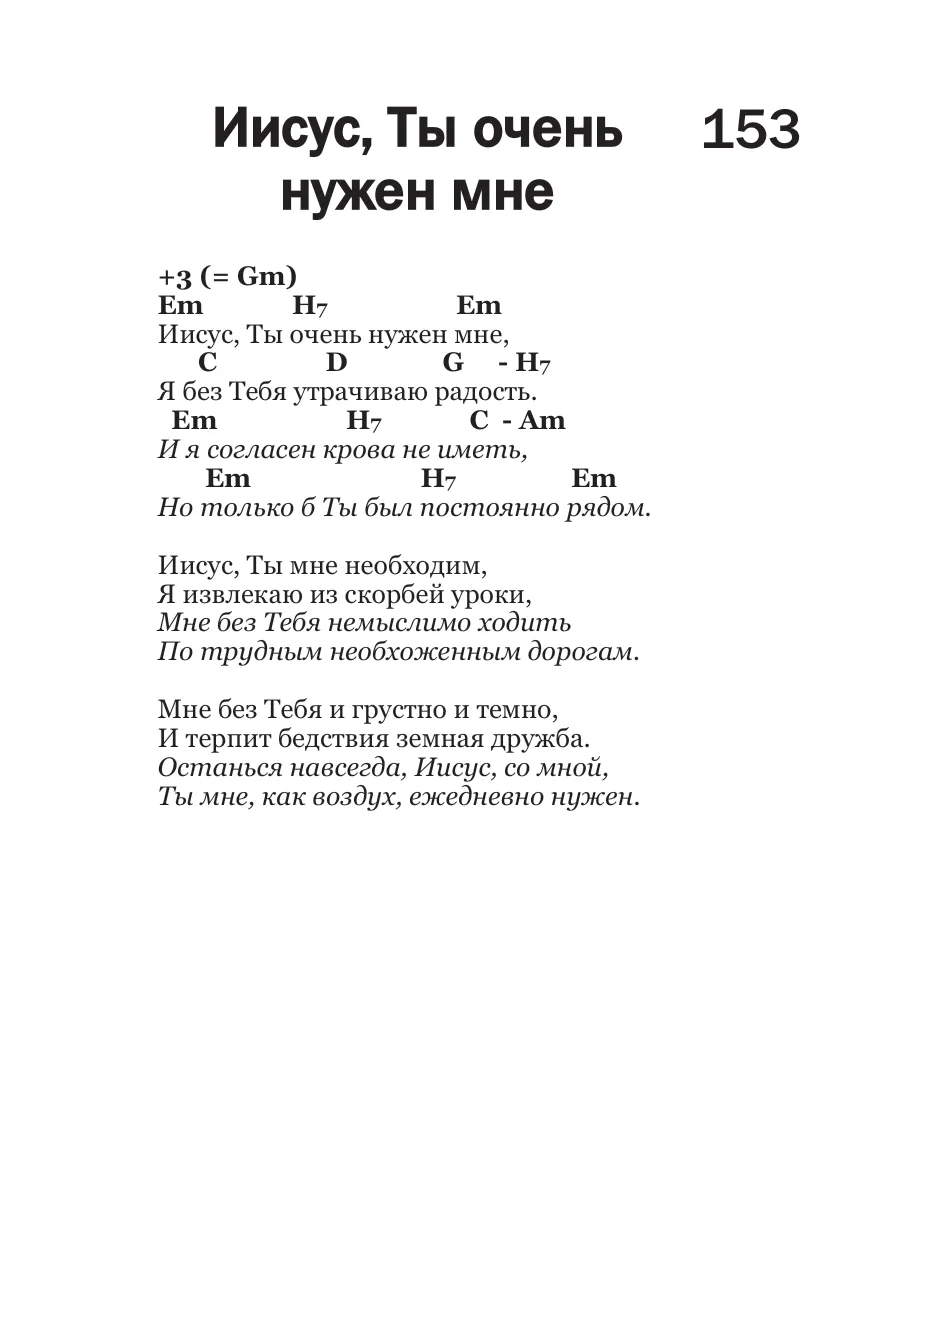 Иисус, Ты очень 153
нужен мне
+3 (= Gm)
Em H7 Em
Иисус, Ты очень нужен мне,
C D G - H7
Я без Тебя утрачиваю радость.
Em H7 C - Am
И я согласен крова не иметь,
Em H7 Em
Но только б Ты был постоянно рядом.
Иисус, Ты мне необходим,
Я извлекаю из скорбей уроки,
Мне без Тебя немыслимо ходить
По трудным необхоженным дорогам.
Мне без Тебя и грустно и темно,
И терпит бедствия земная дружба.
Останься навсегда, Иисус, со мной,
Ты мне, как воздух, ежедневно нужен.